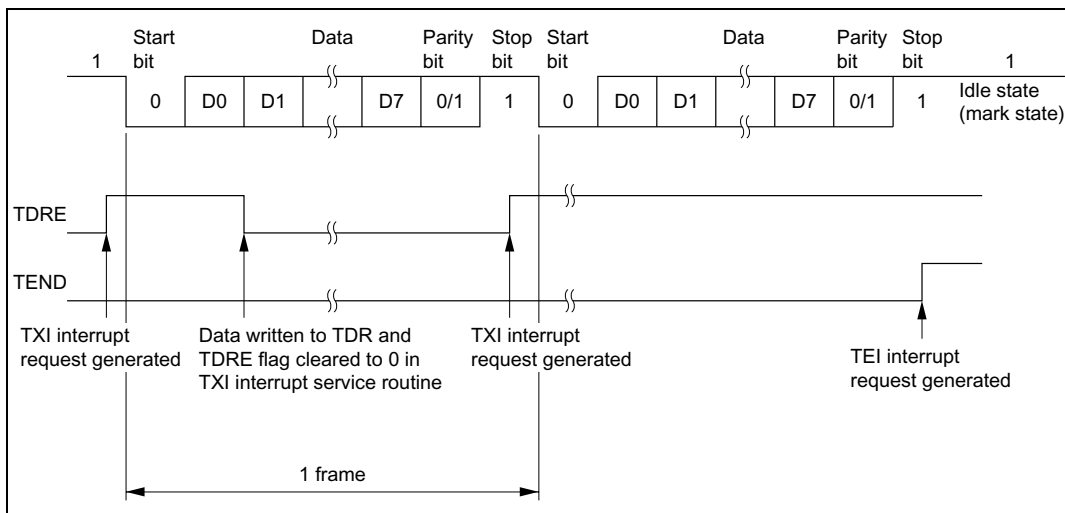 Start bit Data Parity bit Stop bit Start bit Data Parity bit Stop bit
1 0 D0 D1 D7 0/1 1 0 D0 D1 D7 0/1 1 1
Idle state
(mark state)
TDRE
TEND
TXI interrupt
request generated
Data written to TDR and
TDRE flag cleared to 0 in
TXI interrupt service routine
TXI interrupt
request generated
TEI interrupt
request generated
1 frame